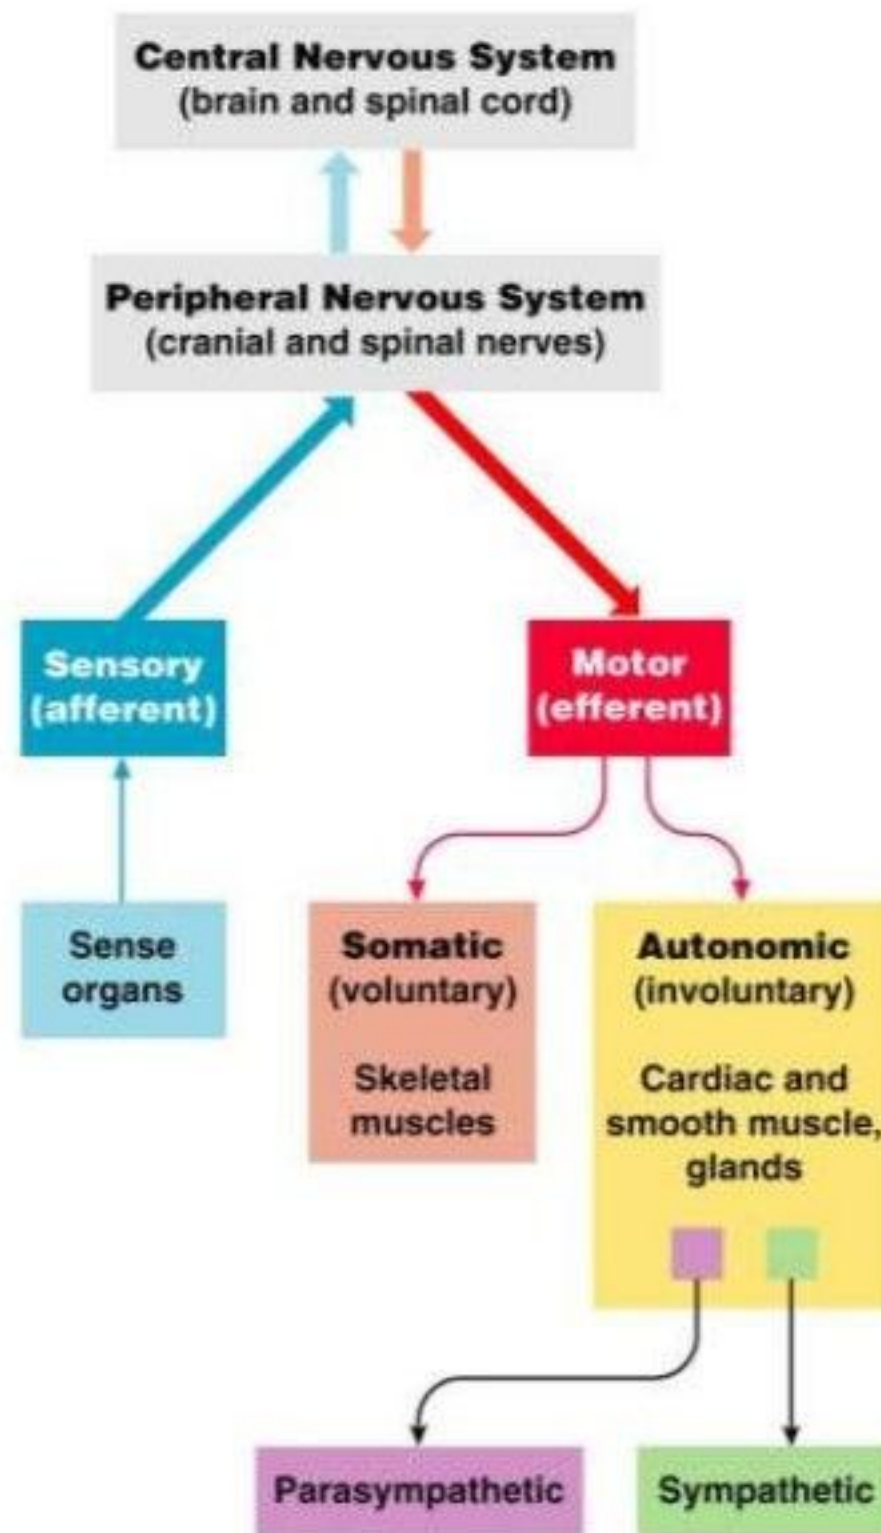 Central Nervous System
(brain and spinal cord)
Peripheral Nervous System
(cranial and spinal nerves)
Sensory
(afferent)
Motor
(efferent)
Sense
organs
Somatic
(voluntary)
Skeletal
muscles
Autonomic
(involuntary)
Cardiac and
smooth muscle,
glands
Parasympathetic
Sympathetic